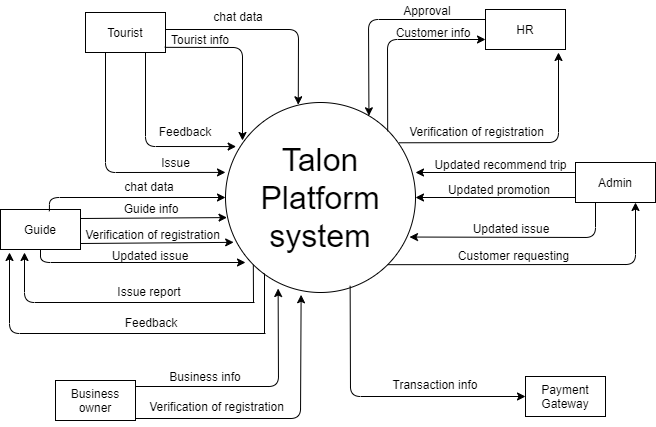 chat data
Approval
Tourist
Tourist info
Customer info
HR
Feedback
Verification of registration
Issue
Talon
Platform
system
Updated recommend trip
chat data
Updated promotion
Admin
Guide info
Guide
Verification of registration
Updated issue
Updated issue
Customer requesting
Issue report
Feedback
Business info
Transaction info
Business
owner
Verification of registration
Payment
Gateway